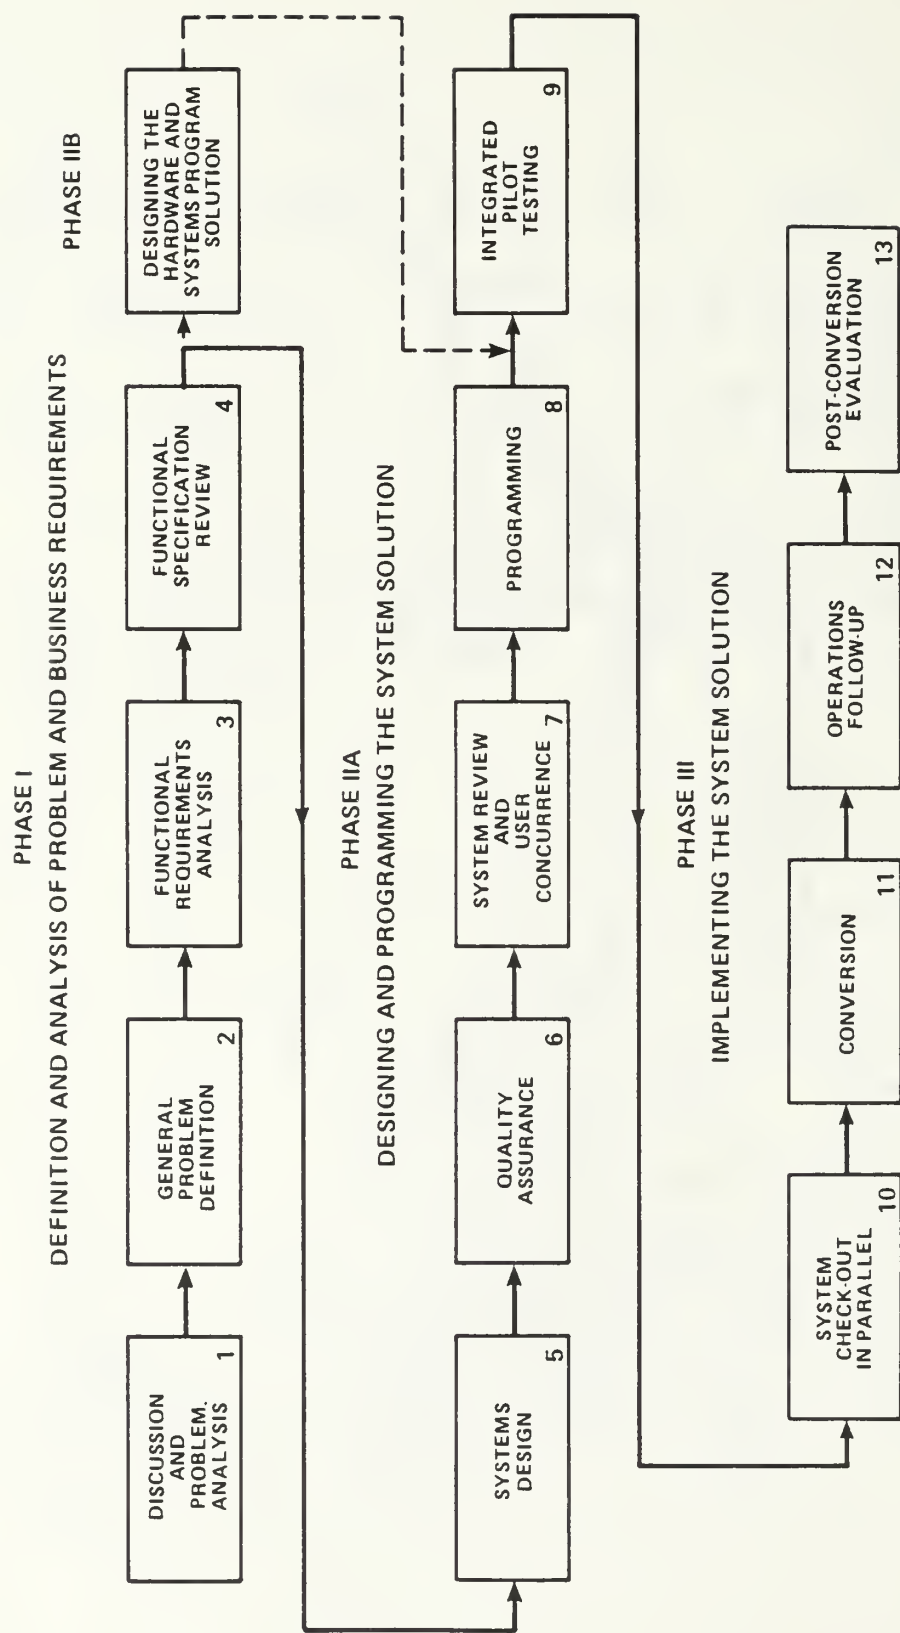 PHASE I
DEFINITION AND ANALYSIS OF PROBLEM AND BUSINESS REQUIREMENTS
PHASE IIB
DISCUSSION
AND
PROBLEM.
ANALYSIS
1
GENERAL
PROBLEM
DEFINITION
2
FUNCTIONAL
REQUIREMENTS
ANALYSIS
3
FUNCTIONAL
SPECIFICATION
REVIEW
4
DESIGNING THE
HARDWARE AND
SYSTEMS PROGRAM
SOLUTION
PHASE IIA
DESIGNING AND PROGRAMMING THE SYSTEM SOLUTION
SYSTEMS
DESIGN
5
QUALITY
ASSURANCE
6
SYSTEM REVIEW
AND
USER
CONCURRENCE
7
PROGRAMMING
8
INTEGRATED
PILOT
TESTING
9
PHASE III
IMPLEMENTING THE SYSTEM SOLUTION
SYSTEM
CHECK-OUT
IN PARALLEL
10
CONVERSION
11
OPERATIONS
FOLLOW-UP
12
POST-CONVERSION
EVALUATION
13